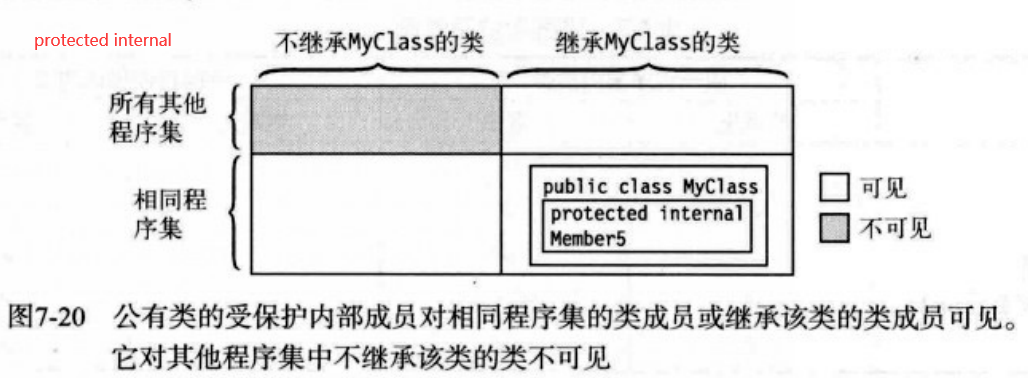 protected internal
不继承MyClass的类
继承MyClass的类
所有其他
程序集
相同程
序集
public class MyClass
protected internal
Member5
可见
不可见
图7-20 公有类的受保护内部成员对相同程序集的类成员或继承该类的类成员可见。
它对其他程序集中不继承该类的类不可见